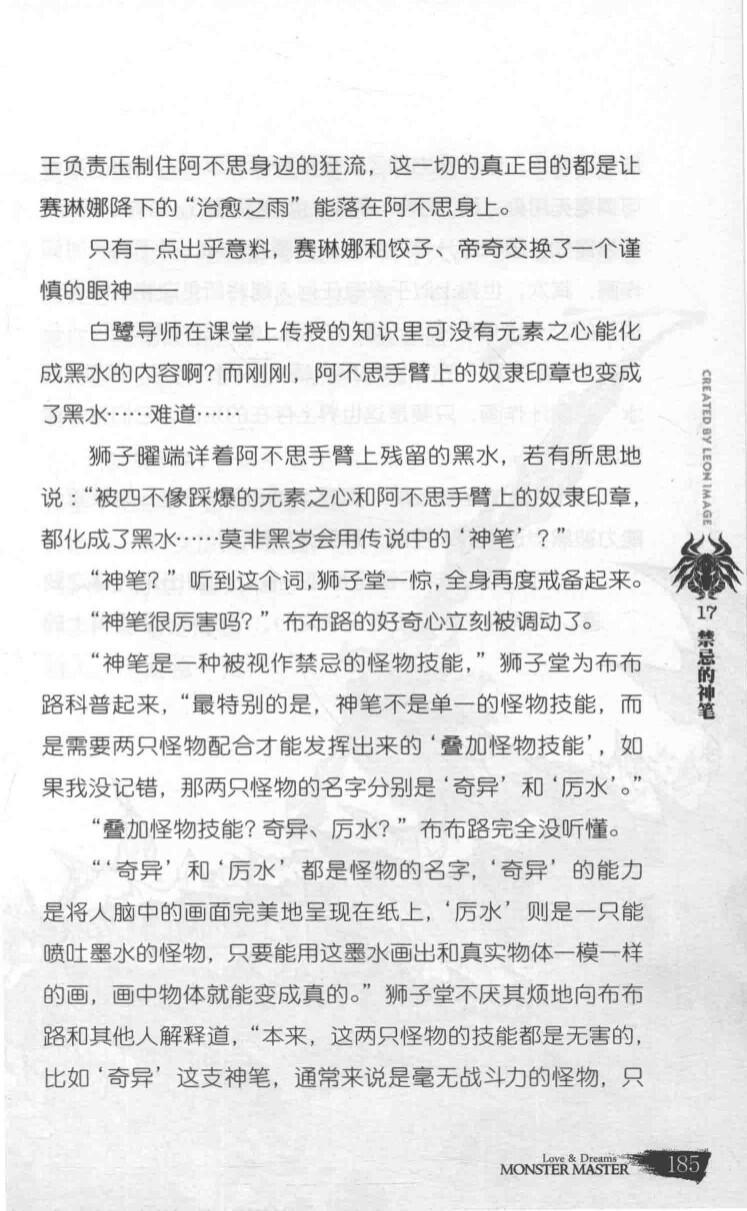 王负责压制住阿不思身边的狂流，这一切的真正目的都是让
赛琳娜降下的“治愈之雨”能落在阿不思身上。
只有一点出乎意料，赛琳娜和饺子、帝奇交换了一个谨
慎的眼神——
白鹭导师在课堂上传授的知识里可没有元素之心能化
成黑水的内容啊？而刚刚，阿不思手臂上的奴隶印章也变成
了黑水……难道……
狮子曜端详着阿不思手臂上残留的黑水，若有所思地
说：“被四不像踩爆的元素之心和阿不思手臂上的奴隶印章，
都化成了黑水……莫非黑岁会用传说中的‘神笔’？”
“神笔？”听到这个词，狮子堂一惊，全身再度戒备起来。
“神笔很厉害吗？”布布路的好奇心立刻被调动了。
“神笔是一种被视作禁忌的怪物技能，”狮子堂为布布
路科普起来，“最特别的是，神笔不是单一的怪物技能，而
是需要两只怪物配合才能发挥出来的‘叠加怪物技能’，如
果我没记错，那两只怪物的名字分别是‘奇异’和‘厉水’。”
“叠加怪物技能？奇异、厉水？”布布路完全没听懂。
“‘奇异’和‘厉水’都是怪物的名字，‘奇异’的能力
是将人脑中的画面完美地呈现在纸上，‘厉水’则是一只能
喷吐墨水的怪物，只要能用这墨水画出和真实物体一模一样
的画，画中物体就能变成真的。”狮子堂不厌其烦地向布布
路和其他人解释道，“本来，这两只怪物的技能都是无害的，
比如‘奇异’这支神笔，通常来说是毫无战斗力的怪物，只
CREATED BY LEON IMAGE
17 禁忌的神笔
Love & Dreams
MONSTER MASTER
185